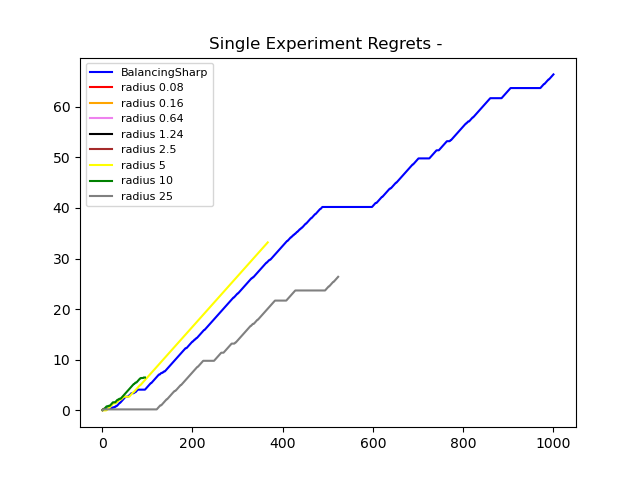 Single Experiment Regrets -
BalancingSharp
radius 0.08
radius 0.16
radius 0.64
radius 1.24
radius 2.5
radius 5
radius 10
radius 25
60
50
40
30
20
10
0
0 200 400 600 800 1000